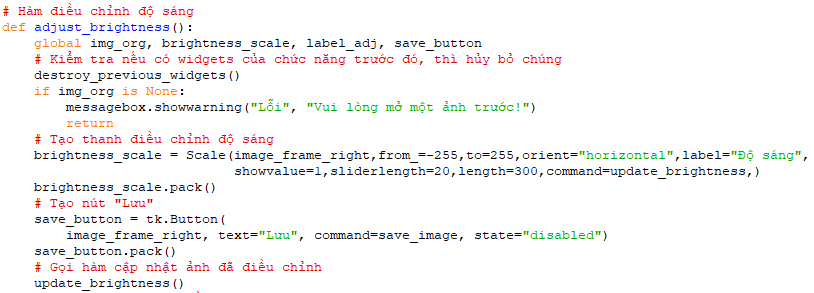 # Hàm điều chỉnh độ sáng
def adjust_brightness():
    global img_org, brightness_scale, label_adj, save_button
    # Kiểm tra nếu có widgets của chức năng trước đó, thì hủy bỏ chúng
    destroy_previous_widgets()
    if img_org is None:
        messagebox.showwarning("Lỗi", "Vui lòng mở một ảnh trước!")
        return
    # Tạo thanh điều chỉnh độ sáng
    brightness_scale = Scale(image_frame_right,from_=-255,to=255,orient="horizontal",label="Độ sáng",
                              showvalue=1,sliderlength=20,length=300,command=update_brightness,)
    brightness_scale.pack()
    # Tạo nút "Lưu"
    save_button = tk.Button(
        image_frame_right, text="Lưu", command=save_image, state="disabled")
    save_button.pack()
    # Gọi hàm cập nhật ảnh đã điều chỉnh
    update_brightness()